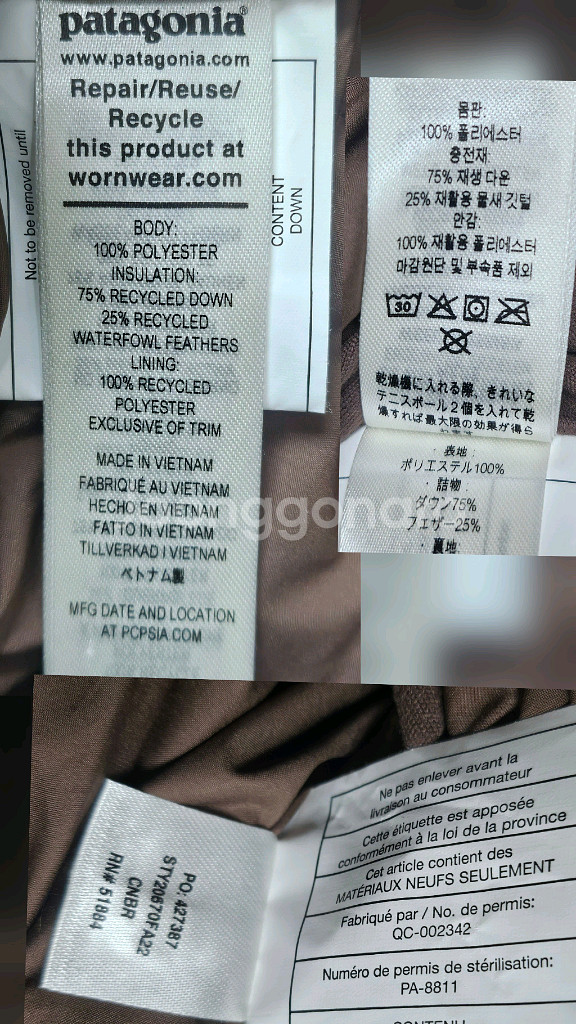 patagonia®
www.patagonia.com
Repair/Reuse/
Recycle
this product at
wornwear.com
BODY:
100% POLYESTER
INSULATION:
75% RECYCLED DOWN
25% RECYCLED
WATERFOWL FEATHERS
LINING:
100% RECYCLED
POLYESTER
EXCLUSIVE OF TRIM
MADE IN VIETNAM
FABRIQUÉ AU VIETNAM
HECHO EN VIETNAM
FATTO IN VIETNAM
TILLVERKAD I VIETNAM
ベトナム製
MFG DATE AND LOCATION
AT PCPSIA.COM
Not to be removed until
CONTENT
DOWN
몸판:
100% 폴리에스터
충전재:
75% 재생 다운
25% 재활용 물새 깃털
안감:
100% 재활용 폴리에스터
마감원단 및 부속품 제외
30
乾燥機に入れる際、きれいな
テニスボール2個を入れて乾
燥すれば最大限の効果が得ら
・表地:
ポリエステル100%
・詰物:
ダウン75%
フェザー25%
・裏地:
PO: 427387
STY20670FA22
CNBR
RN# 51884
Ne pas enlever avant la
livraison au consommateur
Cette étiquette est apposée
conformément à la loi de la province
Cet article contient des
MATÉRIAUX NEUFS SEULEMENT
Fabriqué par / No. de permis:
QC-002342
Numéro de permis de stérilisation:
PA-8811
CONTENU